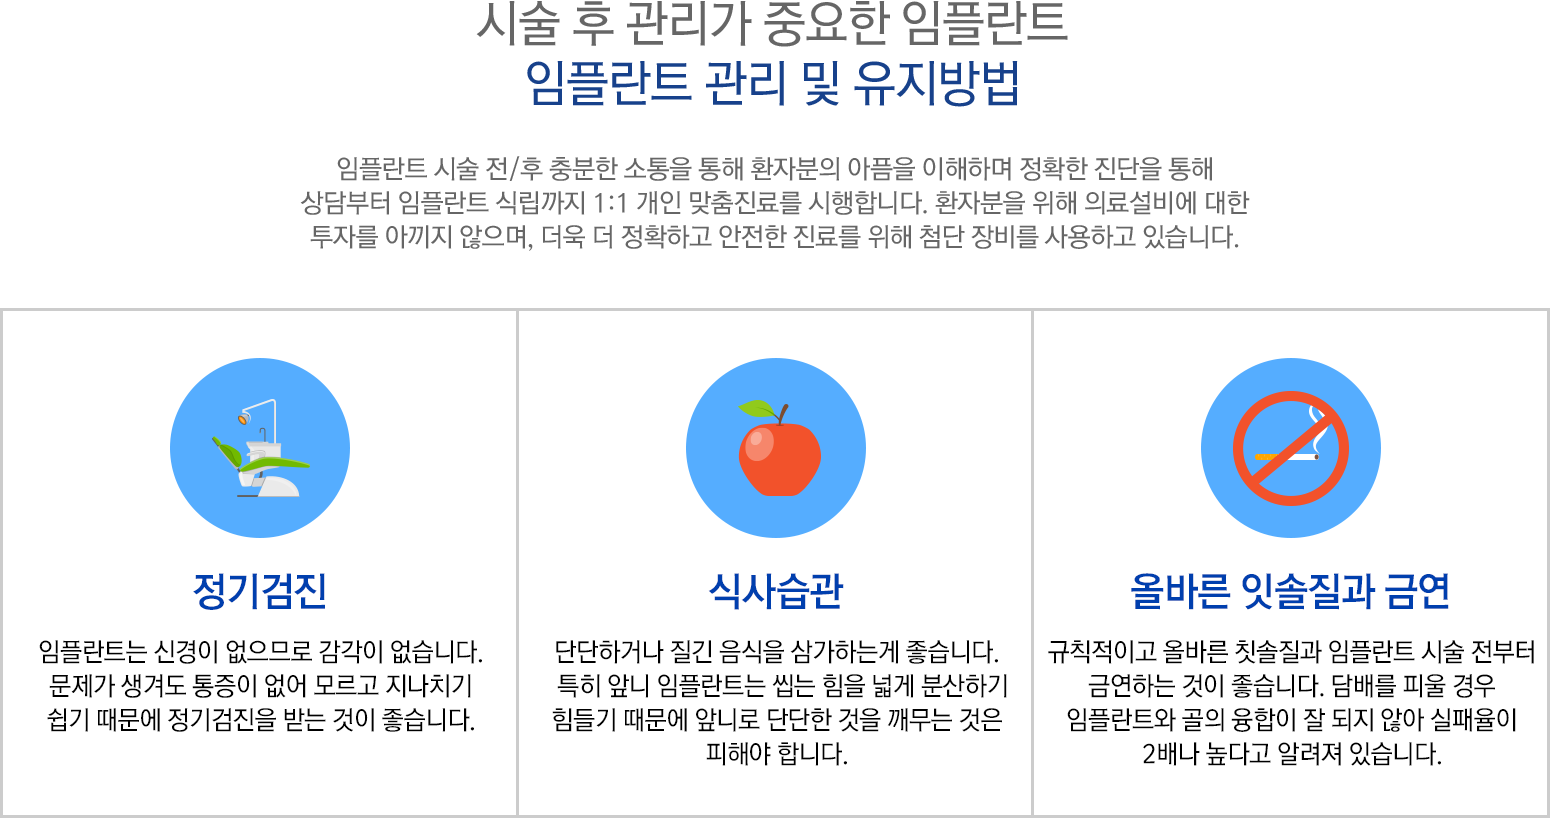 시술 후 관리가 중요한 임플란트
임플란트 관리 및 유지방법
임플란트 시술 전/후 충분한 소통을 통해 환자분의 아픔을 이해하며 정확한 진단을 통해
상담부터 임플란트 식립까지 1:1 개인 맞춤진료를 시행합니다. 환자분을 위해 의료설비에 대한
투자를 아끼지 않으며, 더욱 더 정확하고 안전한 진료를 위해 첨단 장비를 사용하고 있습니다.
정기검진
임플란트는 신경이 없으므로 감각이 없습니다.
문제가 생겨도 통증이 없어 모르고 지나치기
쉽기 때문에 정기검진을 받는 것이 좋습니다.
식사습관
단단하거나 질긴 음식을 삼가하는게 좋습니다.
특히 앞니 임플란트는 씹는 힘을 넓게 분산하기
힘들기 때문에 앞니로 단단한 것을 깨무는 것은
피해야 합니다.
올바른 잇솔질과 금연
규칙적이고 올바른 칫솔질과 임플란트 시술 전부터
금연하는 것이 좋습니다. 담배를 피울 경우
임플란트와 골의 융합이 잘 되지 않아 실패율이
2배나 높다고 알려져 있습니다.